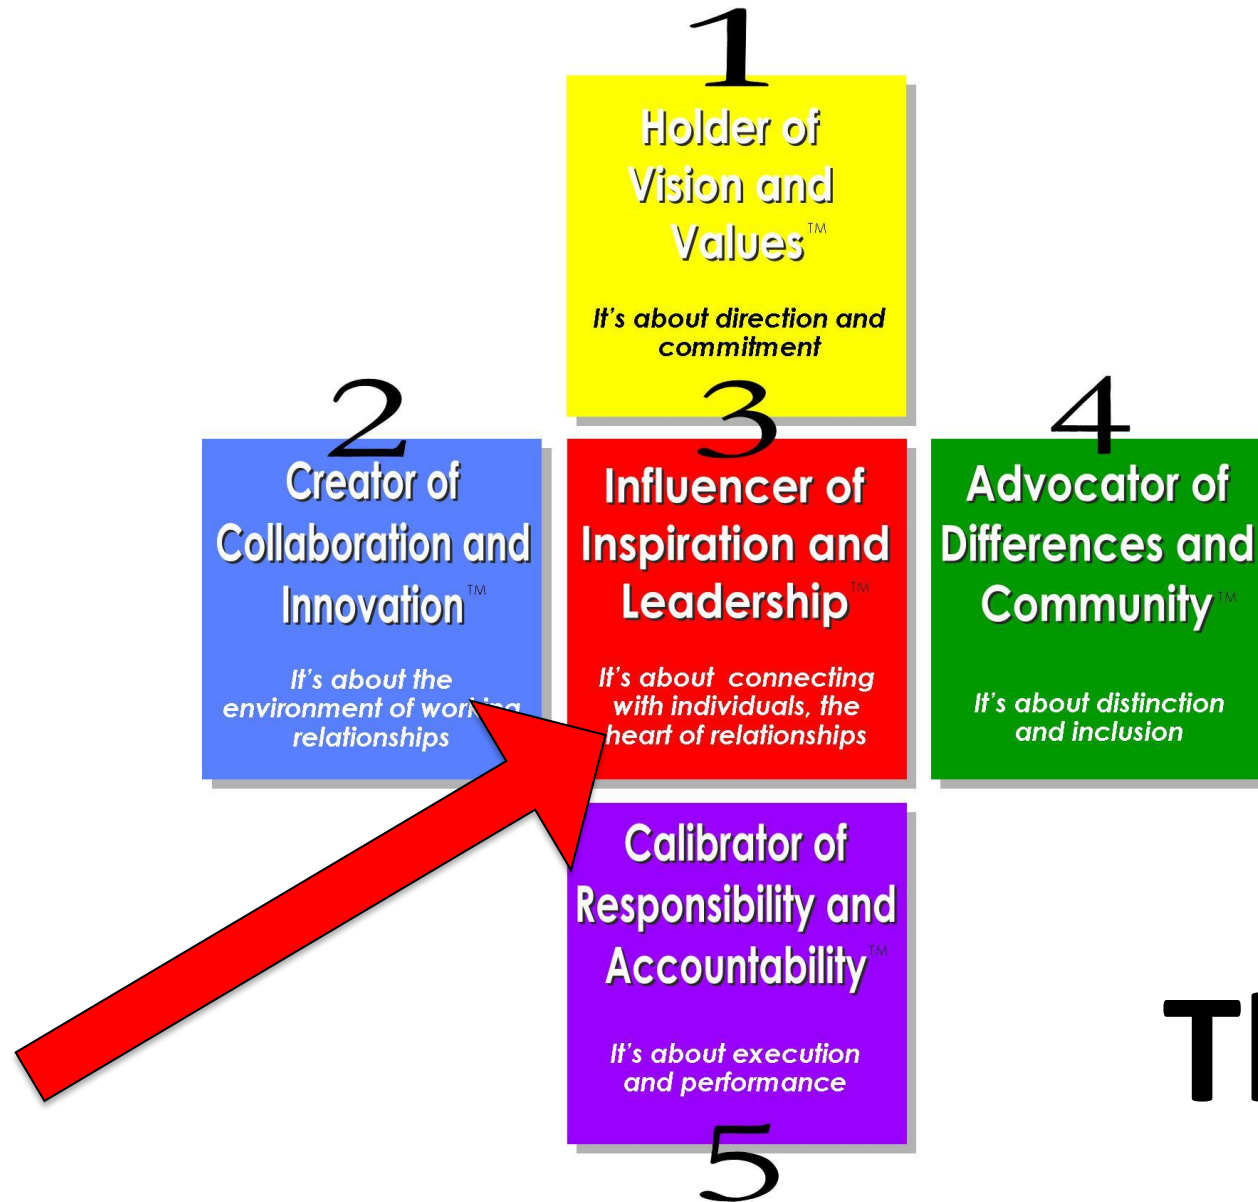 1
Holder of
Vision and
Values™
It's about direction and
commitment
2
Creator of
Collaboration and
Innovation™
It's about the
environment of working
relationships
3
Influencer of
Inspiration and
Leadership™
It's about connecting
with individuals, the
heart of relationships
4
Advocator of
Differences and
Community™
It's about distinction
and inclusion
Calibrator of
Responsibility and
Accountability™
It's about execution
and performance
5